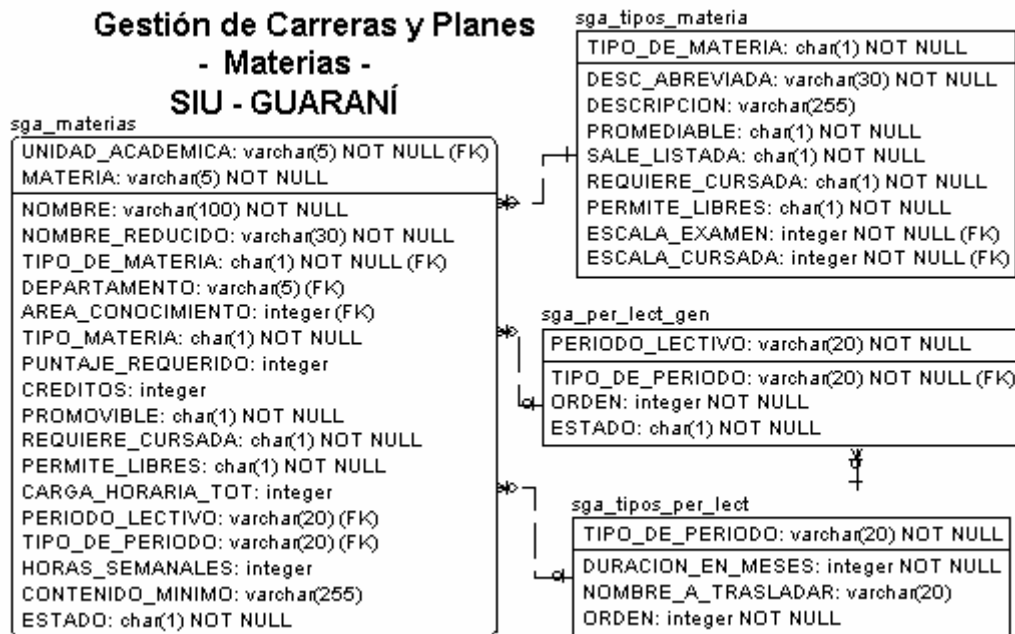 Gestión de Carreras y Planes
- Materias -
SIU - GUARANÍ
sga_materias
UNIDAD_ACADEMICA: varchar(5) NOT NULL (FK)
MATERIA: varchar(5) NOT NULL
NOMBRE: varchar(100) NOT NULL
NOMBRE_REDUCIDO: varchar(30) NOT NULL
TIPO_DE_MATERIA: char(1) NOT NULL (FK)
DEPARTAMENTO: varchar(5) (FK)
AREA_CONOCIMIENTO: integer (FK)
TIPO_MATERIA: char(1) NOT NULL
PUNTAJE_REQUERIDO: integer
CREDITOS: integer
PROMOVIBLE: char(1) NOT NULL
REQUIERE_CURSADA: char(1) NOT NULL
PERMITE_LIBRES: char(1) NOT NULL
CARGA_HORARIA_TOT: integer
PERIODO_LECTIVO: varchar(20) (FK)
TIPO_DE_PERIODO: varchar(20) (FK)
HORAS_SEMANALES: integer
CONTENIDO_MINIMO: varchar(255)
ESTADO: char(1) NOT NULL
sga_tipos_materia
TIPO_DE_MATERIA: char(1) NOT NULL
DESC_ABREVIADA: varchar(30) NOT NULL
DESCRIPCION: varchar(255)
PROMEDIABLE: char(1) NOT NULL
SALE_LISTADA: char(1) NOT NULL
REQUIERE_CURSADA: char(1) NOT NULL
PERMITE_LIBRES: char(1) NOT NULL
ESCALA_EXAMEN: integer NOT NULL (FK)
ESCALA_CURSADA: integer NOT NULL (FK)
sga_per_lect_gen
PERIODO_LECTIVO: varchar(20) NOT NULL
TIPO_DE_PERIODO: varchar(20) NOT NULL (FK)
ORDEN: integer NOT NULL
ESTADO: char(1) NOT NULL
sga_tipos_per_lect
TIPO_DE_PERIODO: varchar(20) NOT NULL
DURACION_EN_MESES: integer NOT NULL
NOMBRE_A_TRASLADAR: varchar(20)
ORDEN: integer NOT NULL